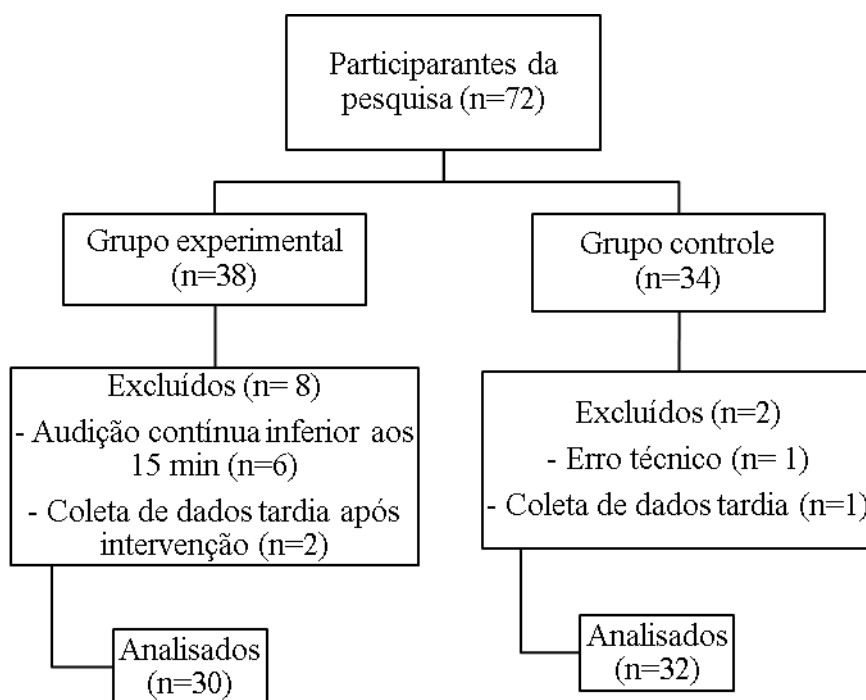 Participarantes da
pesquisa (n=72)
Grupo experimental
(n=38)
Grupo controle
(n=34)
Excluídos (n= 8)
- Audição contínua inferior aos
15 min (n=6)
- Coleta de dados tardia após
intervenção (n=2)
Excluídos (n=2)
- Erro técnico (n= 1)
- Coleta de dados tardia (n=1)
Analisados
(n=30)
Analisados
(n=32)